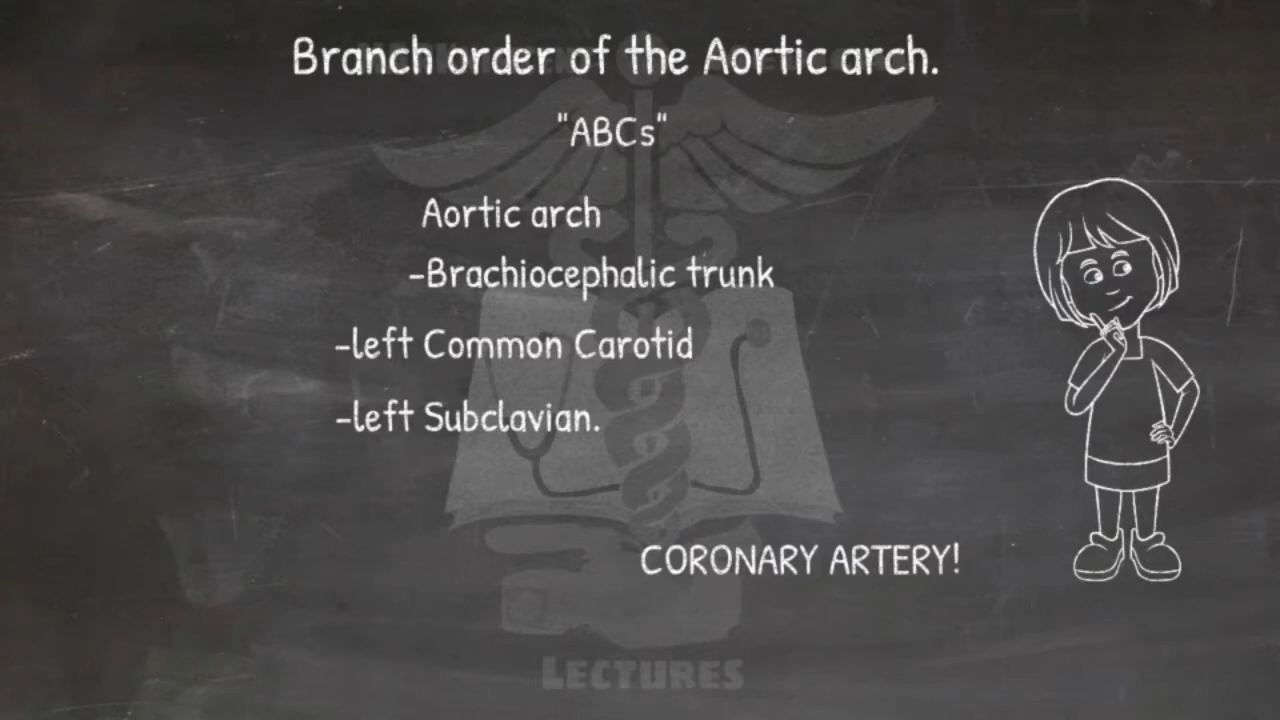 Branch order of the Aortic arch.
"ABCs"
Aortic arch
-Brachiocephalic trunk
-left Common Carotid
-left Subclavian.
CORONARY ARTERY!
LECTURES